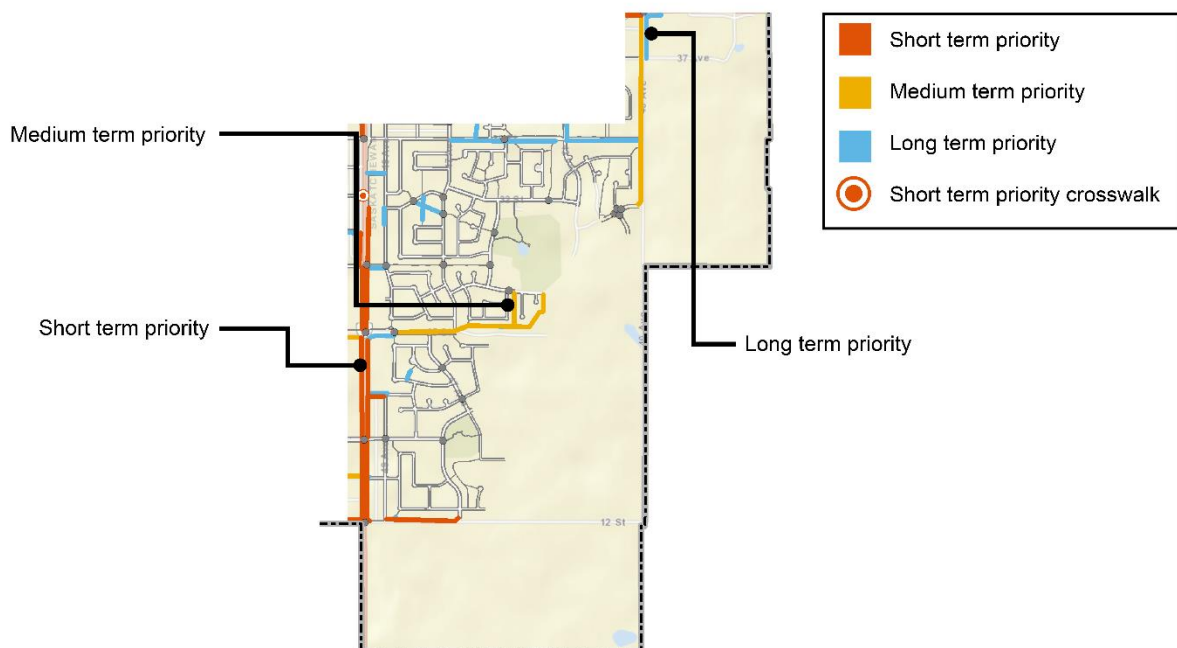 Short term priority
Medium term priority
Long term priority
Short term priority crosswalk
37 Ave
Medium term priority
Short term priority
Long term priority
12 St